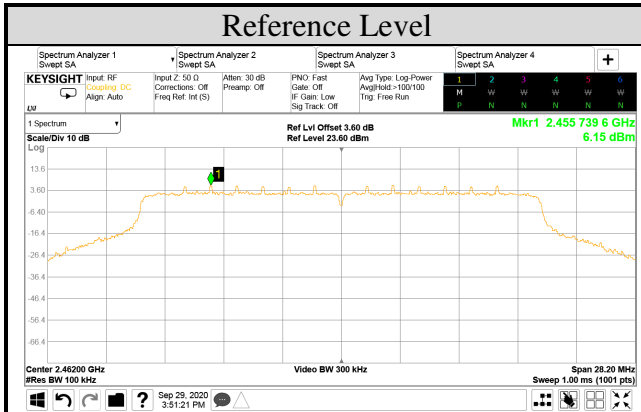 Reference Level
Spectrum Analyzer 1
Swept SA
Spectrum Analyzer 2
Swept SA
Spectrum Analyzer 3
Swept SA
Spectrum Analyzer 4
Swept SA
+
KEYSIGHT
Input: RF
Coupling: DC
Align: Auto
Input Z: 50 Ω
Corrections: Off
Freq Ref: Int (S)
Atten: 30 dB
Preamp: Off
PNO: Fast
Gate: Off
IF Gain: Low
Sig Track: Off
Avg Type: Log-Power
Avg|Hold:>100/100
Trig: Free Run
1 2 3 4 5 6
M W W W W W
P N N N N N
LXI
1 Spectrum
Scale/Div 10 dB
Ref Lvl Offset 3.60 dB
Ref Level 23.60 dBm
Mkr1 2.455 739 6 GHz
6.15 dBm
Log
13.6
3.60
-6.40
-16.4
-26.4
-36.4
-46.4
-56.4
-66.4
1
Center 2.46200 GHz
#Res BW 100 kHz
Video BW 300 kHz
Span 28.20 MHz
Sweep 1.00 ms (1001 pts)
?
Sep 29, 2020
3:51:21 PM